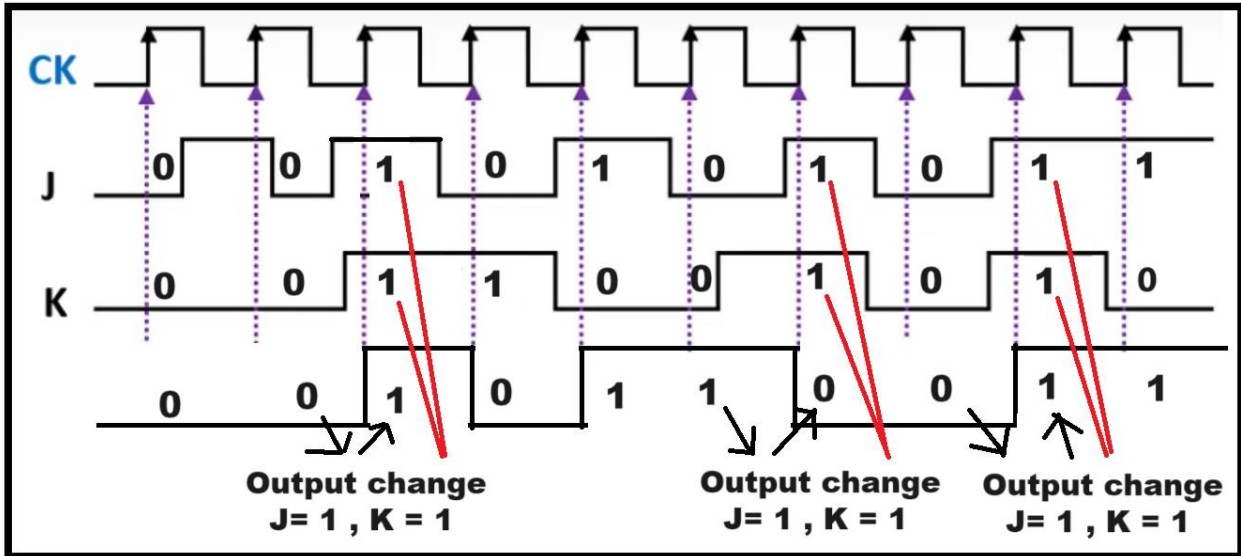 CK
J 0 0 1 0 1 0 1 0 1 1
K 0 0 1 1 0 0 1 0 1 0
0 0 1 0 1 1 0 0 1 1
Output change
J= 1 , K = 1
Output change
J= 1 , K = 1
Output change
J= 1 , K = 1